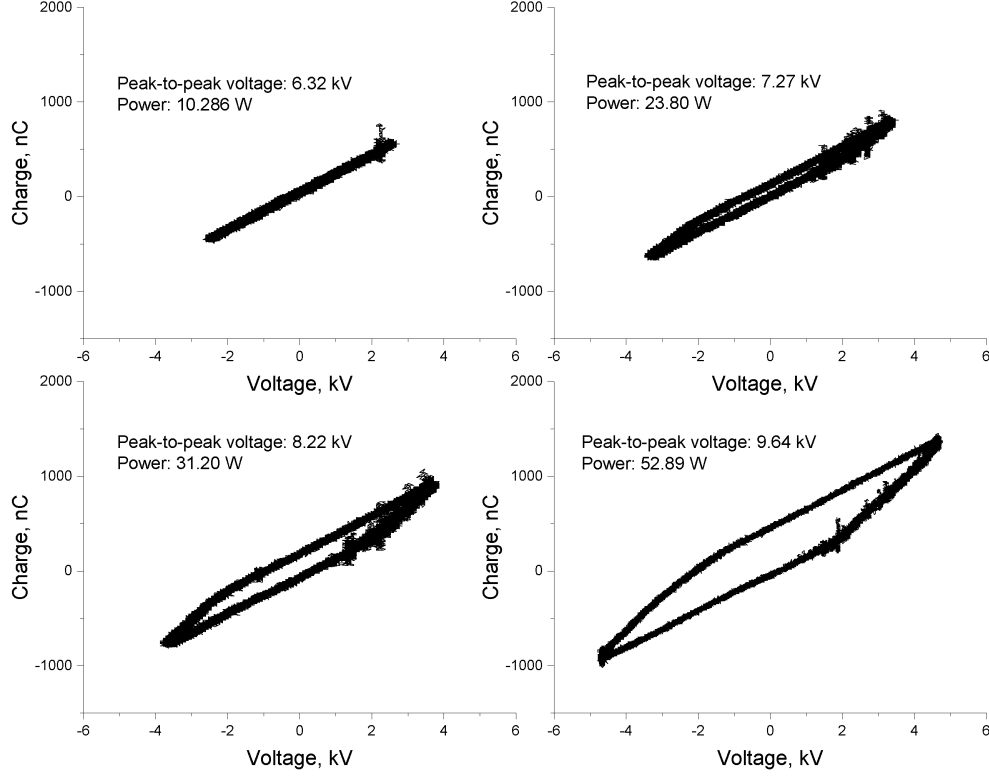 2000
1000
0
-1000
Charge, nC
Peak-to-peak voltage: 6.32 kV
Power: 10.286 W
-6 -4 -2 0 2 4 6
Voltage, kV
2000
1000
0
-1000
Charge, nC
Peak-to-peak voltage: 7.27 kV
Power: 23.80 W
-6 -4 -2 0 2 4 6
Voltage, kV
2000
1000
0
-1000
Charge, nC
Peak-to-peak voltage: 8.22 kV
Power: 31.20 W
-6 -4 -2 0 2 4 6
Voltage, kV
2000
1000
0
-1000
Charge, nC
Peak-to-peak voltage: 9.64 kV
Power: 52.89 W
-6 -4 -2 0 2 4 6
Voltage, kV